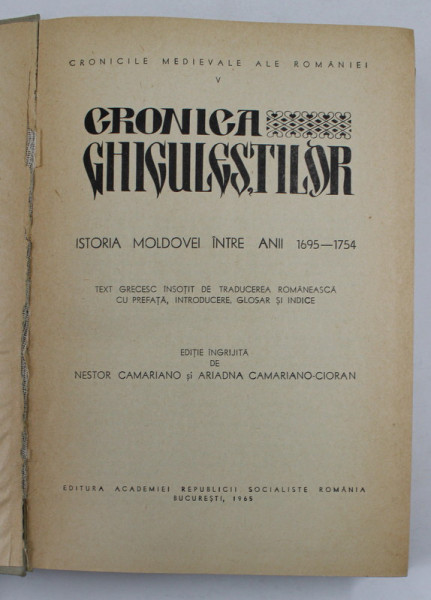 CRONICILE MEDIEVALE ALE ROMÂNIEI
V
CRONICA
GHICULEȘTILOR
ISTORIA MOLDOVEI ÎNTRE ANII 1695—1754
TEXT GRECESC ÎNSOȚIT DE TRADUCEREA ROMÂNEASCĂ
CU PREFAȚĂ, INTRODUCERE, GLOSAR ȘI INDICE
EDIȚIE ÎNGRIJITĂ
DE
NESTOR CAMARIANO și ARIADNA CAMARIANO-CIORAN
EDITURA ACADEMIEI REPUBLICII SOCIALISTE ROMÂNIA
BUCUREȘTI, 1965